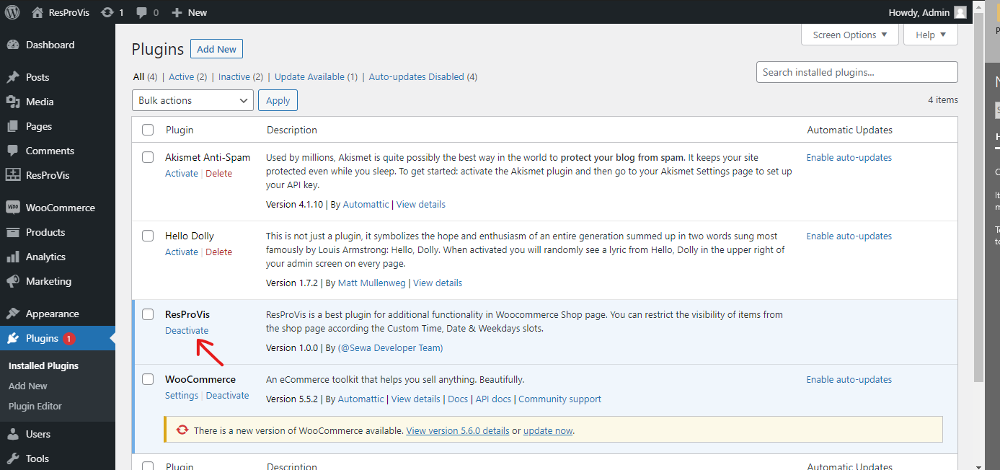 ResProVis 1 0 New Howdy, Admin
Dashboard
Posts
Media
Pages
Comments
ResProVis
WooCommerce
Products
Analytics
Marketing
Appearance
Plugins 1
Installed Plugins
Add New
Plugin Editor
Users
Tools
Screen Options ▼ Help ▼
Plugins Add New
All (4) | Active (2) | Inactive (2) | Update Available (1) | Auto-updates Disabled (4)
Search installed plugins...
Bulk actions Apply
4 items
Plugin Description Automatic Updates
Akismet Anti-Spam
Activate | Delete
Used by millions, Akismet is quite possibly the best way in the world to protect your blog from spam. It keeps your site
protected even while you sleep. To get started: activate the Akismet plugin and then go to your Akismet Settings page to set up
your API key.
Version 4.1.10 | By Automattic | View details
Enable auto-updates
Hello Dolly
Activate | Delete
This is not just a plugin, it symbolizes the hope and enthusiasm of an entire generation summed up in two words sung most
famously by Louis Armstrong: Hello, Dolly. When activated you will randomly see a lyric from Hello, Dolly in the upper right of
your admin screen on every page.
Version 1.7.2 | By Matt Mullenweg | View details
Enable auto-updates
ResProVis
Deactivate
ResProVis is a best plugin for additional functionality in Woocommerce Shop page. You can restrict the visibility of items from
the shop page according the Custom Time, Date & Weekdays slots.
Version 1.0.0 | By (@Sewa Developer Team)
WooCommerce
Settings | Deactivate
An eCommerce toolkit that helps you sell anything. Beautifully.
Version 5.5.2 | By Automattic | View details | Docs | API docs | Community support
Enable auto-updates
There is a new version of WooCommerce available. View version 5.6.0 details or update now.
Plugin Description Automatic Updates